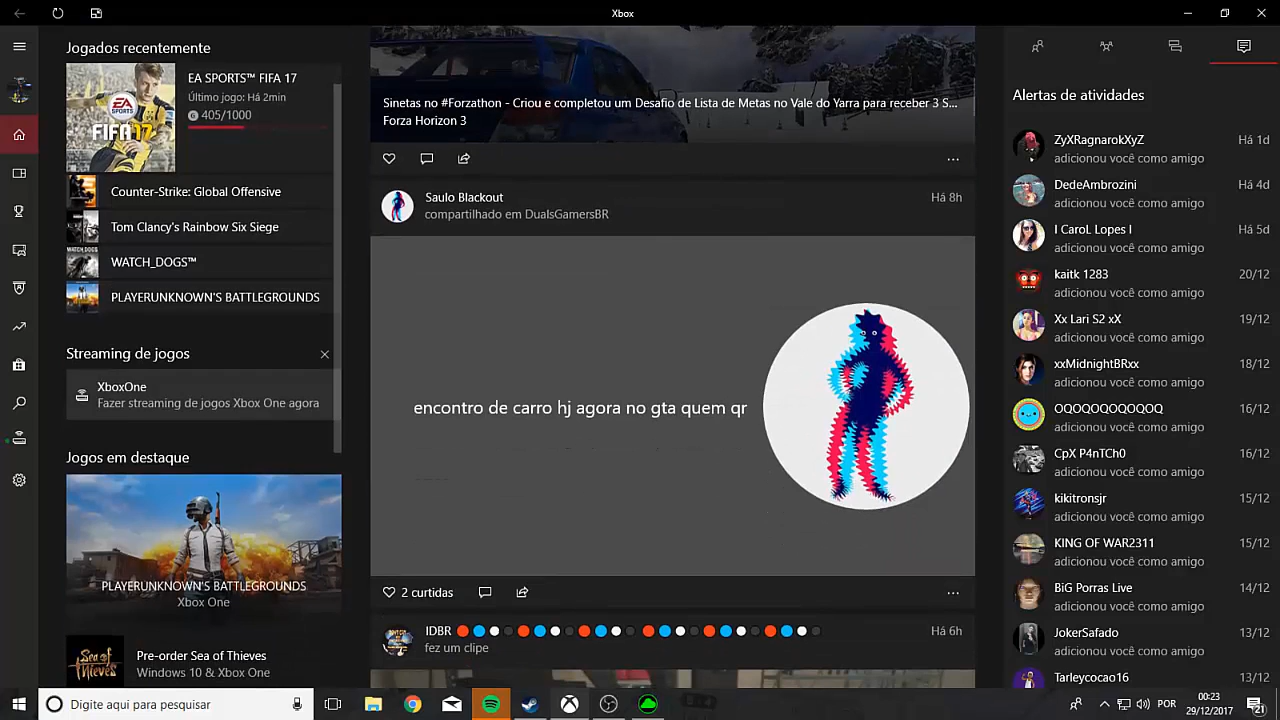 Xbox
Jogados recentemente
EA SPORTS™ FIFA 17
Último jogo: Há 2min
G 405/1000
EA SPORTS
FIFA 17
Counter-Strike: Global Offensive
Tom Clancy's Rainbow Six Siege
WATCH_DOGS
WATCH_DOGS™
PLAYERUNKNOWN'S BATTLEGROUNDS
Streaming de jogos
XboxOne
Fazer streaming de jogos Xbox One agora
Jogos em destaque
PLAYERUNKNOWN'S BATTLEGROUNDS
Xbox One
Sea of Thieves
Pre-order Sea of Thieves
Windows 10 & Xbox One
Sinetas no #Forzathon - Criou e completou um Desafio de Lista de Metas no Vale do Yarra para receber 3 S...
Forza Horizon 3
Saulo Blackout
Há 8h
compartilhado em DualsGamersBR
encontro de carro hj agora no gta quem qr
2 curtidas
IDBR
Há 6h
fez um clipe
Alertas de atividades
ZyXRagnarokXyZ Há 1d
adicionou você como amigo
DedeAmbrozini Há 4d
adicionou você como amigo
I CaroL Lopes I Há 5d
adicionou você como amigo
kaitk 1283 20/12
adicionou você como amigo
Xx Lari S2 xX 19/12
adicionou você como amigo
xxMidnightBRxx 18/12
adicionou você como amigo
OQOQOQOQOQOQ 16/12
adicionou você como amigo
CpX P4nTCh0 16/12
adicionou você como amigo
kikitronsjr 15/12
adicionou você como amigo
KING OF WAR2311 15/12
adicionou você como amigo
BiG Porras Live 14/12
adicionou você como amigo
JokerSafado 13/12
adicionou você como amigo
Tarleycocao16 13/12
Digite aqui para pesquisar
POR
00:23
29/12/2017
21